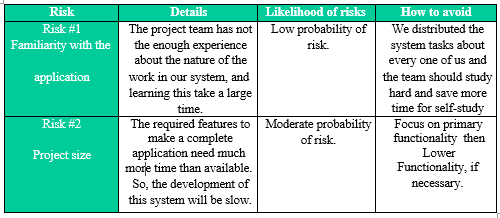 Risk
Details
Likelihood of risks
How to avoid
Risk #1
Familiarity with the
application
The project team has not
the enough experience
about the nature of the
work in our system, and
learning this take a large
time.
Low probability of
risk.
We distributed the
system tasks about
every one of us and
the team should study
hard and save more
time for self-study
Risk #2
Project size
The required features to
make a complete
application need much
more time than available.
So, the development of
this system will be slow.
Moderate probability
of risk.
Focus on primary
functionality then
Lower
Functionality, if
necessary.